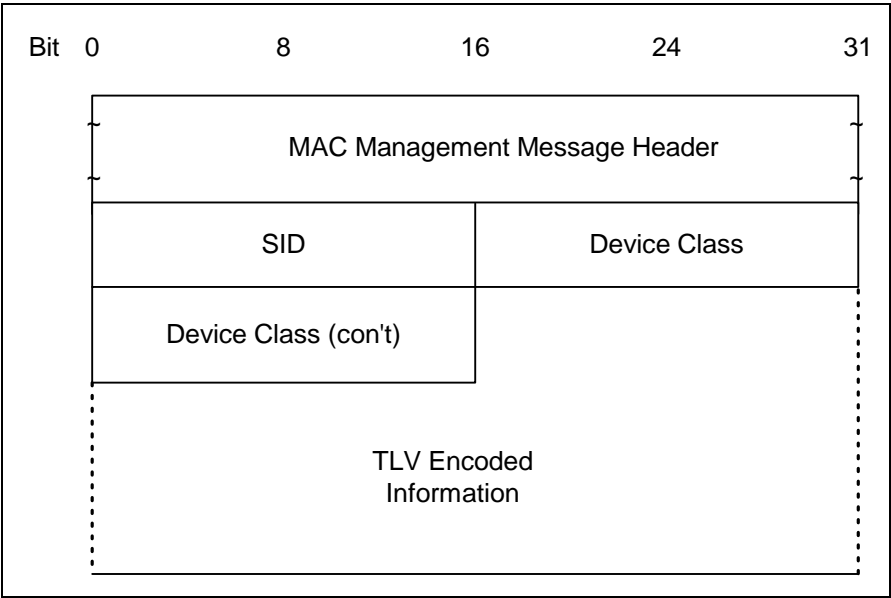 Bit 0 8 16 24 31
~ ~
MAC Management Message Header
~ ~
SID Device Class
Device Class (con't)
TLV Encoded
Information